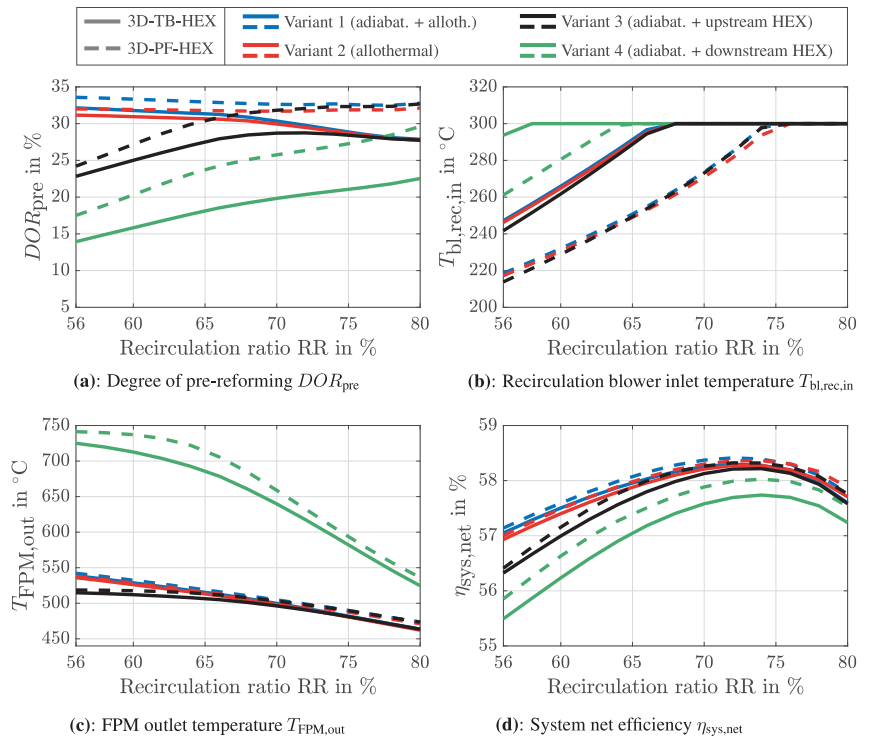 3D-TB-HEX
3D-PF-HEX
Variant 1 (adiabat. + alloth.)
Variant 2 (allothermal)
Variant 3 (adiabat. + upstream HEX)
Variant 4 (adiabat. + downstream HEX)
35
30
25
20
15
10
5
DORpre in %
56 60 65 70 75 80
Recirculation ratio RR in %
(a): Degree of pre-reforming DORpre
320
300
280
260
240
220
200
Tbl,rec,in in °C
56 60 65 70 75 80
Recirculation ratio RR in %
(b): Recirculation blower inlet temperature Tbl,rec,in
750
700
650
600
550
500
450
TFPM,out in °C
56 60 65 70 75 80
Recirculation ratio RR in %
(c): FPM outlet temperature TFPM,out
59
58
57
56
55
ηsys,net in %
56 60 65 70 75 80
Recirculation ratio RR in %
(d): System net efficiency ηsys,net